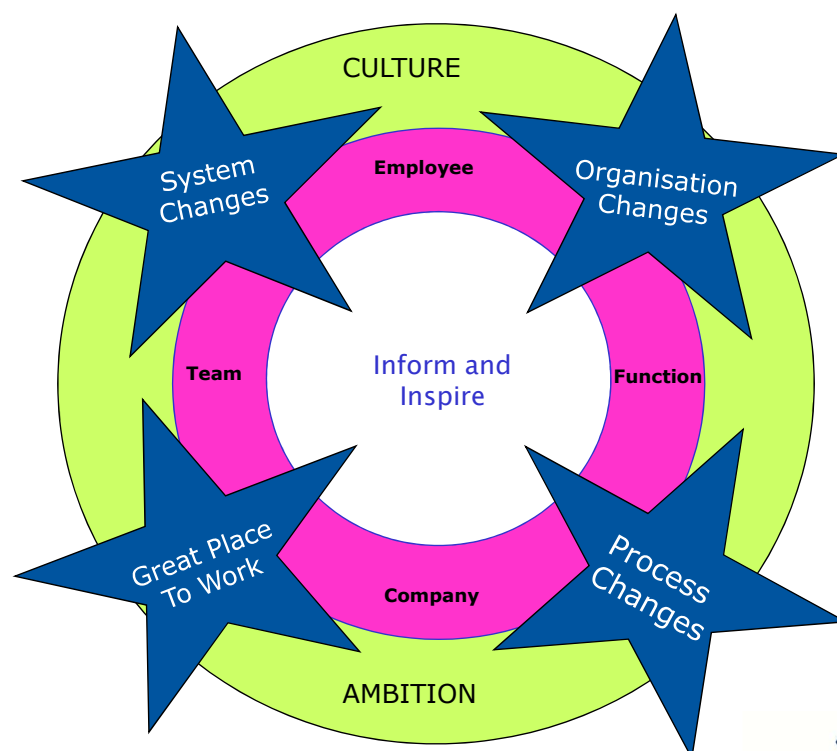 CULTURE
System
Changes
Employee
Organisation
Changes
Team
Inform and
Inspire
Function
Great Place
To Work
Company
Process
Changes
AMBITION